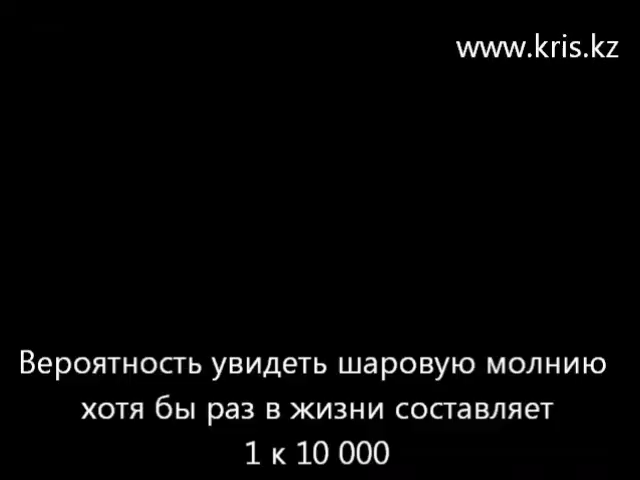 www.kris.kz
Вероятность увидеть шаровую молнию
хотя бы раз в жизни составляет
1 к 10 000